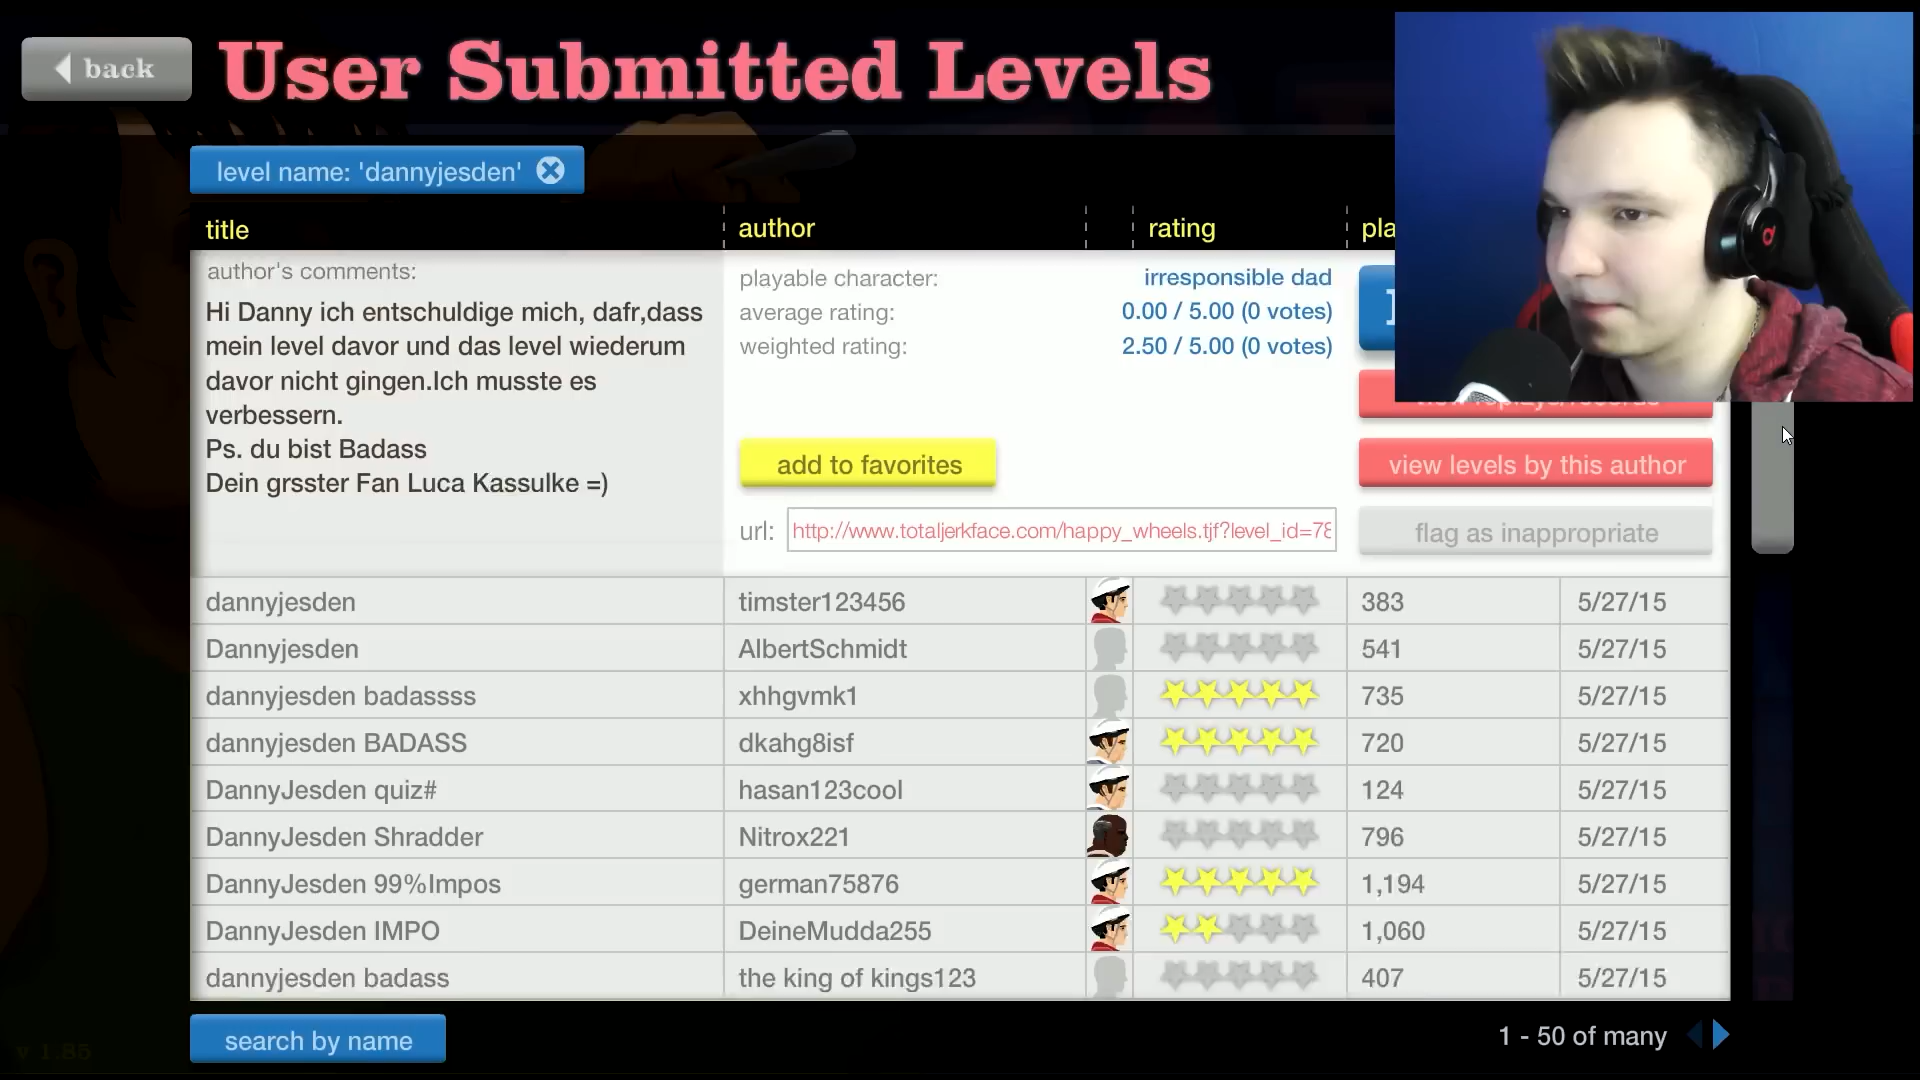 back
User Submitted Levels
level name: 'dannyjesden'
title author rating pla
author's comments:
Hi Danny ich entschuldige mich, dafr,dass
mein level davor und das level wiederum
davor nicht gingen.Ich musste es
verbessern.
Ps. du bist Badass
Dein grsster Fan Luca Kassulke =)
playable character: irresponsible dad
average rating: 0.00 / 5.00 (0 votes)
weighted rating: 2.50 / 5.00 (0 votes)
add to favorites
view levels by this author
url: http://www.totaljerkface.com/happy_wheels.tjf?level_id=78
flag as inappropriate
dannyjesden timster123456 383 5/27/15
Dannyjesden AlbertSchmidt 541 5/27/15
dannyjesden badassss xhhgvmk1 735 5/27/15
dannyjesden BADASS dkahg8isf 720 5/27/15
DannyJesden quiz# hasan123cool 124 5/27/15
DannyJesden Shradder Nitrox221 796 5/27/15
DannyJesden 99%Impos german75876 1,194 5/27/15
DannyJesden IMPO DeineMudda255 1,060 5/27/15
dannyjesden badass the king of kings123 407 5/27/15
search by name
1 - 50 of many
v 1.85